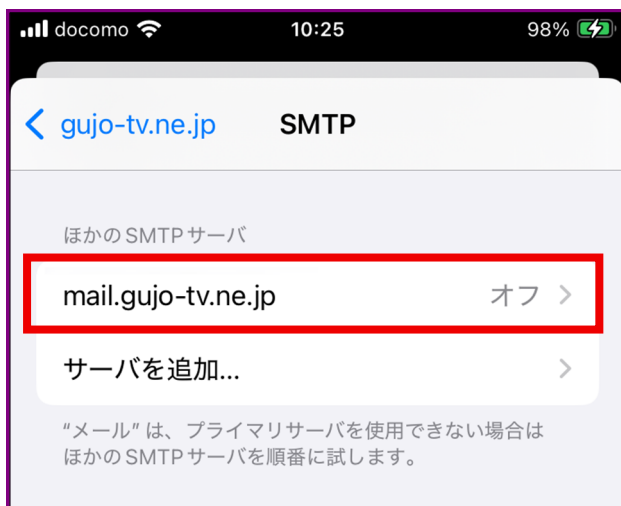 docomo 10:25 98%
gujo-tv.ne.jp SMTP
ほかのSMTPサーバ
mail.gujo-tv.ne.jp オフ
サーバを追加...
“メール”は、プライマリサーバを使用できない場合は
ほかのSMTPサーバを順番に試します。